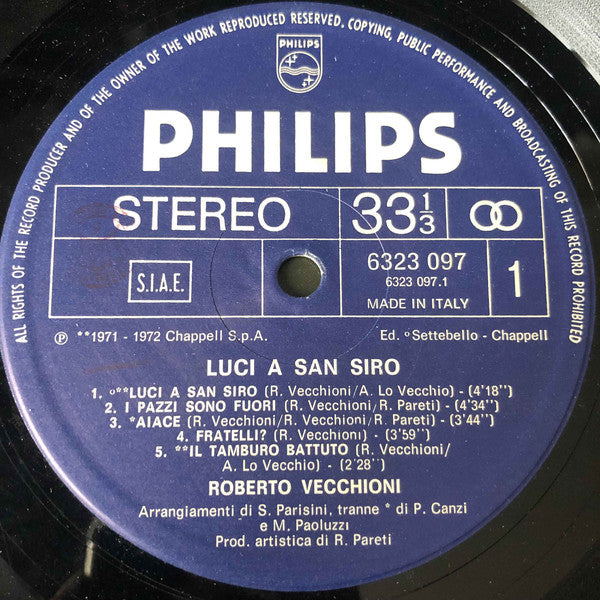 ALL RIGHTS OF THE RECORD PRODUCER AND OF THE OWNER OF THE WORK REPRODUCED RESERVED. COPYING, PUBLIC PERFORMANCE AND BROADCASTING OF THIS RECORD PROHIBITED
PHILIPS
PHILIPS
STEREO 33 1/3
S.I.A.E. 6323 097 1
6323 097.1
MADE IN ITALY
Ⓟ **1971 - 1972 Chappell S.p.A. Ed. °Settebello - Chappell
LUCI A SAN SIRO
1. °**LUCI A SAN SIRO (R. Vecchioni/A. Lo Vecchio) - (4'18'')
2. I PAZZI SONO FUORI (R. Vecchioni/R. Pareti) - (4'34'')
3. *AIACE (R. Vecchioni/R. Vecchioni/R. Pareti) - (3'44'')
4. FRATELLI? (R. Vecchioni) - (3'59'')
5. **IL TAMBURO BATTUTO (R. Vecchioni/
A. Lo Vecchio) - (2'28'')
ROBERTO VECCHIONI
Arrangiamenti di S. Parisini, tranne * di P. Canzi
e M. Paoluzzi
Prod. artistica di R. Pareti